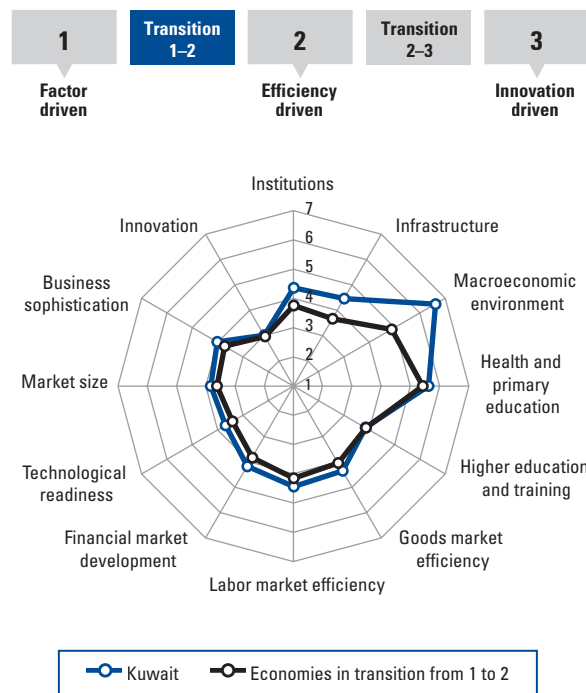 1
Transition
1–2
2
Transition
2–3
3
Factor
driven
Efficiency
driven
Innovation
driven
Institutions
Innovation
Infrastructure
Business
sophistication
Macroeconomic
environment
Market size
Health and
primary
education
Technological
readiness
Higher education
and training
Financial market
development
Goods market
efficiency
Labor market efficiency
7
6
5
4
3
2
1
Kuwait
Economies in transition from 1 to 2